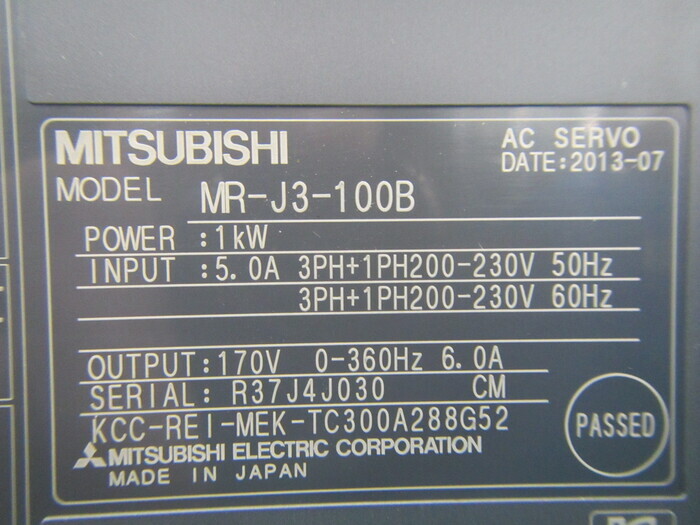 MITSUBISHI
AC SERVO
DATE:2013-07
MODEL MR-J3-100B
POWER :1kW
INPUT :5.0A 3PH+1PH200-230V 50Hz
3PH+1PH200-230V 60Hz
OUTPUT:170V 0-360Hz 6.0A
SERIAL: R37J4J030 CM
KCC-REI-MEK-TC300A288G52
PASSED
MITSUBISHI ELECTRIC CORPORATION
MADE IN JAPAN